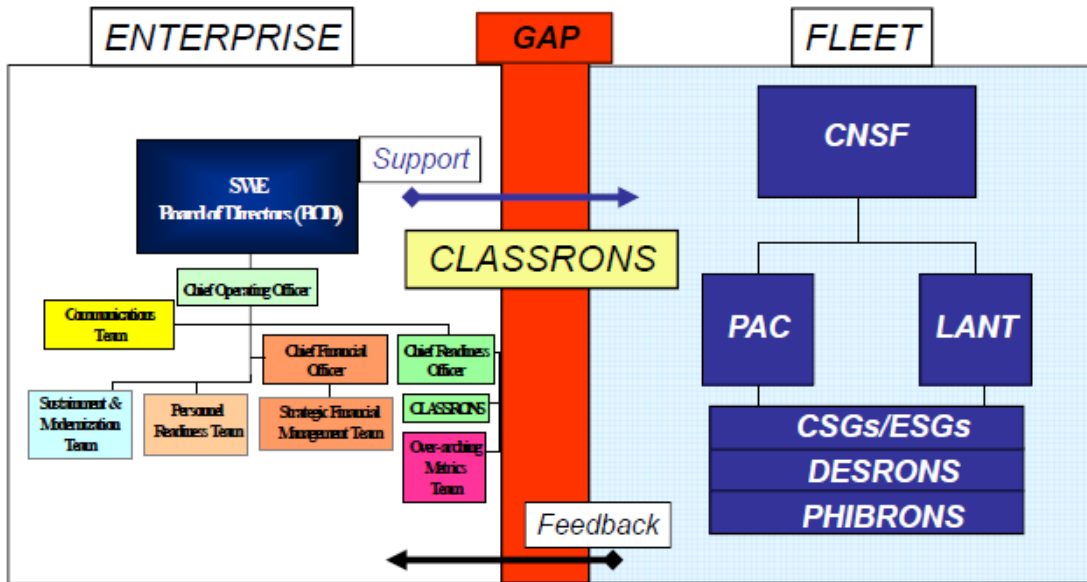 ENTERPRISE
GAP
FLEET
SWE
Board of Directors (BOD)
Support
CLASSRONS
Chief Operating Officer
Communications
Team
Chief Financial
Officer
Chief Readiness
Officer
Sustainment &
Modernization
Team
Personnel
Readiness Team
Strategic Financial
Management Team
CLASSRONS
Over-arching
Metrics
Team
Feedback
CNSF
PAC
LANT
CSGs/ESGs
DESRONS
PHIBRONS